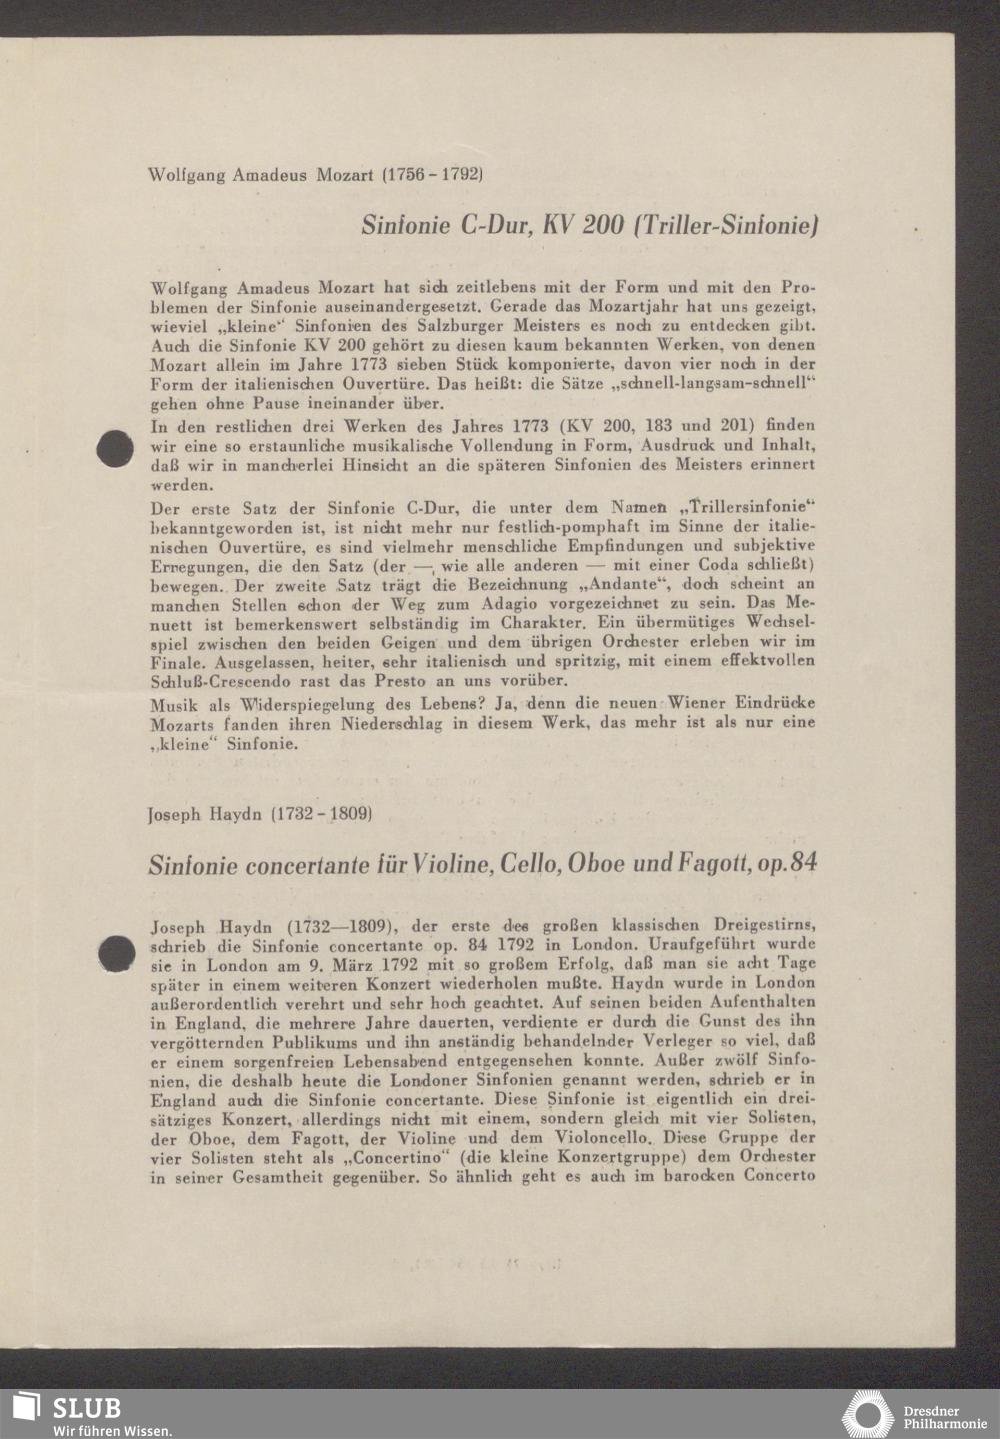 Wolfgang Amadeus Mozart (1756 – 1792)
Sinfonie C-Dur, KV 200 (Triller-Sinfonie)
Wolfgang Amadeus Mozart hat sich zeitlebens mit der Form und mit den Pro-
blemen der Sinfonie auseinandergesetzt. Gerade das Mozartjahr hat uns gezeigt,
wieviel „kleine“ Sinfonien des Salzburger Meisters es noch zu entdecken gibt.
Auch die Sinfonie KV 200 gehört zu diesen kaum bekannten Werken, von denen
Mozart allein im Jahre 1773 sieben Stück komponierte, davon vier noch in der
Form der italienischen Ouvertüre. Das heißt: die Sätze „schnell-langsam-schnell“
gehen ohne Pause ineinander über.
In den restlichen drei Werken des Jahres 1773 (KV 200, 183 und 201) finden
wir eine so erstaunliche musikalische Vollendung in Form, Ausdruck und Inhalt,
daß wir in mancherlei Hinsicht an die späteren Sinfonien des Meisters erinnert
werden.
Der erste Satz der Sinfonie C-Dur, die unter dem Namen „Trillersinfonie“
bekanntgeworden ist, ist nicht mehr nur festlich-pomphaft im Sinne der italie-
nischen Ouvertüre, es sind vielmehr menschliche Empfindungen und subjektive
Erregungen, die den Satz (der — wie alle anderen — mit einer Coda schließt)
bewegen. Der zweite Satz trägt die Bezeichnung „Andante“, doch scheint an
manchen Stellen schon der Weg zum Adagio vorgezeichnet zu sein. Das Me-
nuett ist bemerkenswert selbständig im Charakter. Ein übermütiges Wechsel-
spiel zwischen den beiden Geigen und dem übrigen Orchester erleben wir im
Finale. Ausgelassen, heiter, sehr italienisch und spritzig, mit einem effektvollen
Schluß-Crescendo rast das Presto an uns vorüber.
Musik als Widerspiegelung des Lebens? Ja, denn die neuen Wiener Eindrücke
Mozarts fanden ihren Niederschlag in diesem Werk, das mehr ist als nur eine
„kleine“ Sinfonie.
Joseph Haydn (1732 – 1809)
Sinfonie concertante für Violine, Cello, Oboe und Fagott, op. 84
Joseph Haydn (1732—1809), der erste des großen klassischen Dreigestirns,
schrieb die Sinfonie concertante op. 84 1792 in London. Uraufgeführt wurde
sie in London am 9. März 1792 mit so großem Erfolg, daß man sie acht Tage
später in einem weiteren Konzert wiederholen mußte. Haydn wurde in London
außerordentlich verehrt und sehr hoch geachtet. Auf seinen beiden Aufenthalten
in England, die mehrere Jahre dauerten, verdiente er durch die Gunst des ihn
vergötternden Publikums und ihn anständig behandelnder Verleger so viel, daß
er einem sorgenfreien Lebensabend entgegensehen konnte. Außer zwölf Sinfo-
nien, die deshalb heute die Londoner Sinfonien genannt werden, schrieb er in
England auch die Sinfonie concertante. Diese Sinfonie ist eigentlich ein drei-
sätziges Konzert, allerdings nicht mit einem, sondern gleich mit vier Solisten,
der Oboe, dem Fagott, der Violine und dem Violoncello. Diese Gruppe der
vier Solisten steht als „Concertino“ (die kleine Konzertgruppe) dem Orchester
in seiner Gesamtheit gegenüber. So ähnlich geht es auch im barocken Concerto
SLUB
Wir führen Wissen.
Dresdner
Philharmonie